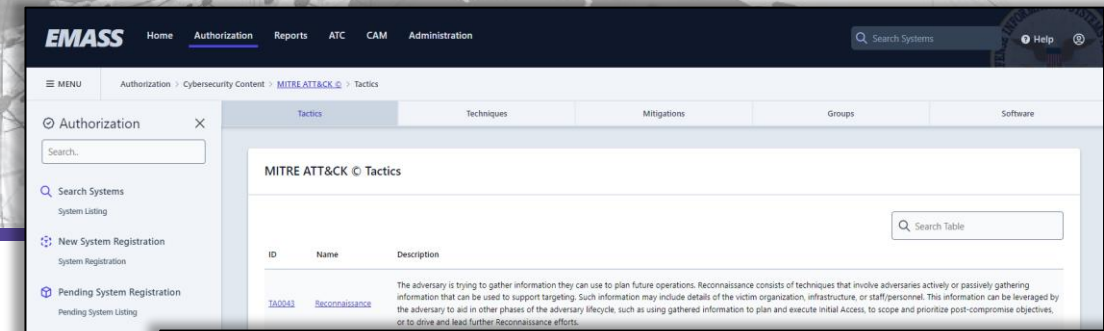 EMASS Home Authorization Reports ATC CAM Administration Search Systems Help
MENU Authorization > Cybersecurity Content > MITRE ATT&CK © > Tactics
Authorization
Search..
Search Systems
System Listing
New System Registration
System Registration
Pending System Registration
Pending System Listing
Tactics Techniques Mitigations Groups Software
MITRE ATT&CK © Tactics
Search Table
ID Name Description
TA0043 Reconnaissance
The adversary is trying to gather information they can use to plan future operations. Reconnaissance consists of techniques that involve adversaries actively or passively gathering
information that can be used to support targeting. Such information may include details of the victim organization, infrastructure, or staff/personnel. This information can be leveraged by
the adversary to aid in other phases of the adversary lifecycle, such as using gathered information to plan and execute Initial Access, to scope and prioritize post-compromise objectives,
or to drive and lead further Reconnaissance efforts.